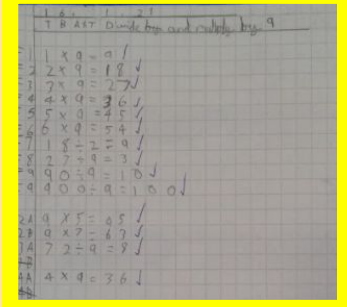 T B A S T Divide by and multiply by 9
1 1 × 9 = 9
2 2 × 9 = 18
3 3 × 9 = 27
4 4 × 9 = 36
5 5 × 9 = 45
6 6 × 9 = 54
7 18 ÷ 2 = 9
8 27 ÷ 9 = 3
9 90 ÷ 9 = 10
9 900 ÷ 9 = 100
2A 9 × 5 = 45
2B 9 × 7 = 63
3A 72 ÷ 9 = 8
4A 4 × 9 = 36